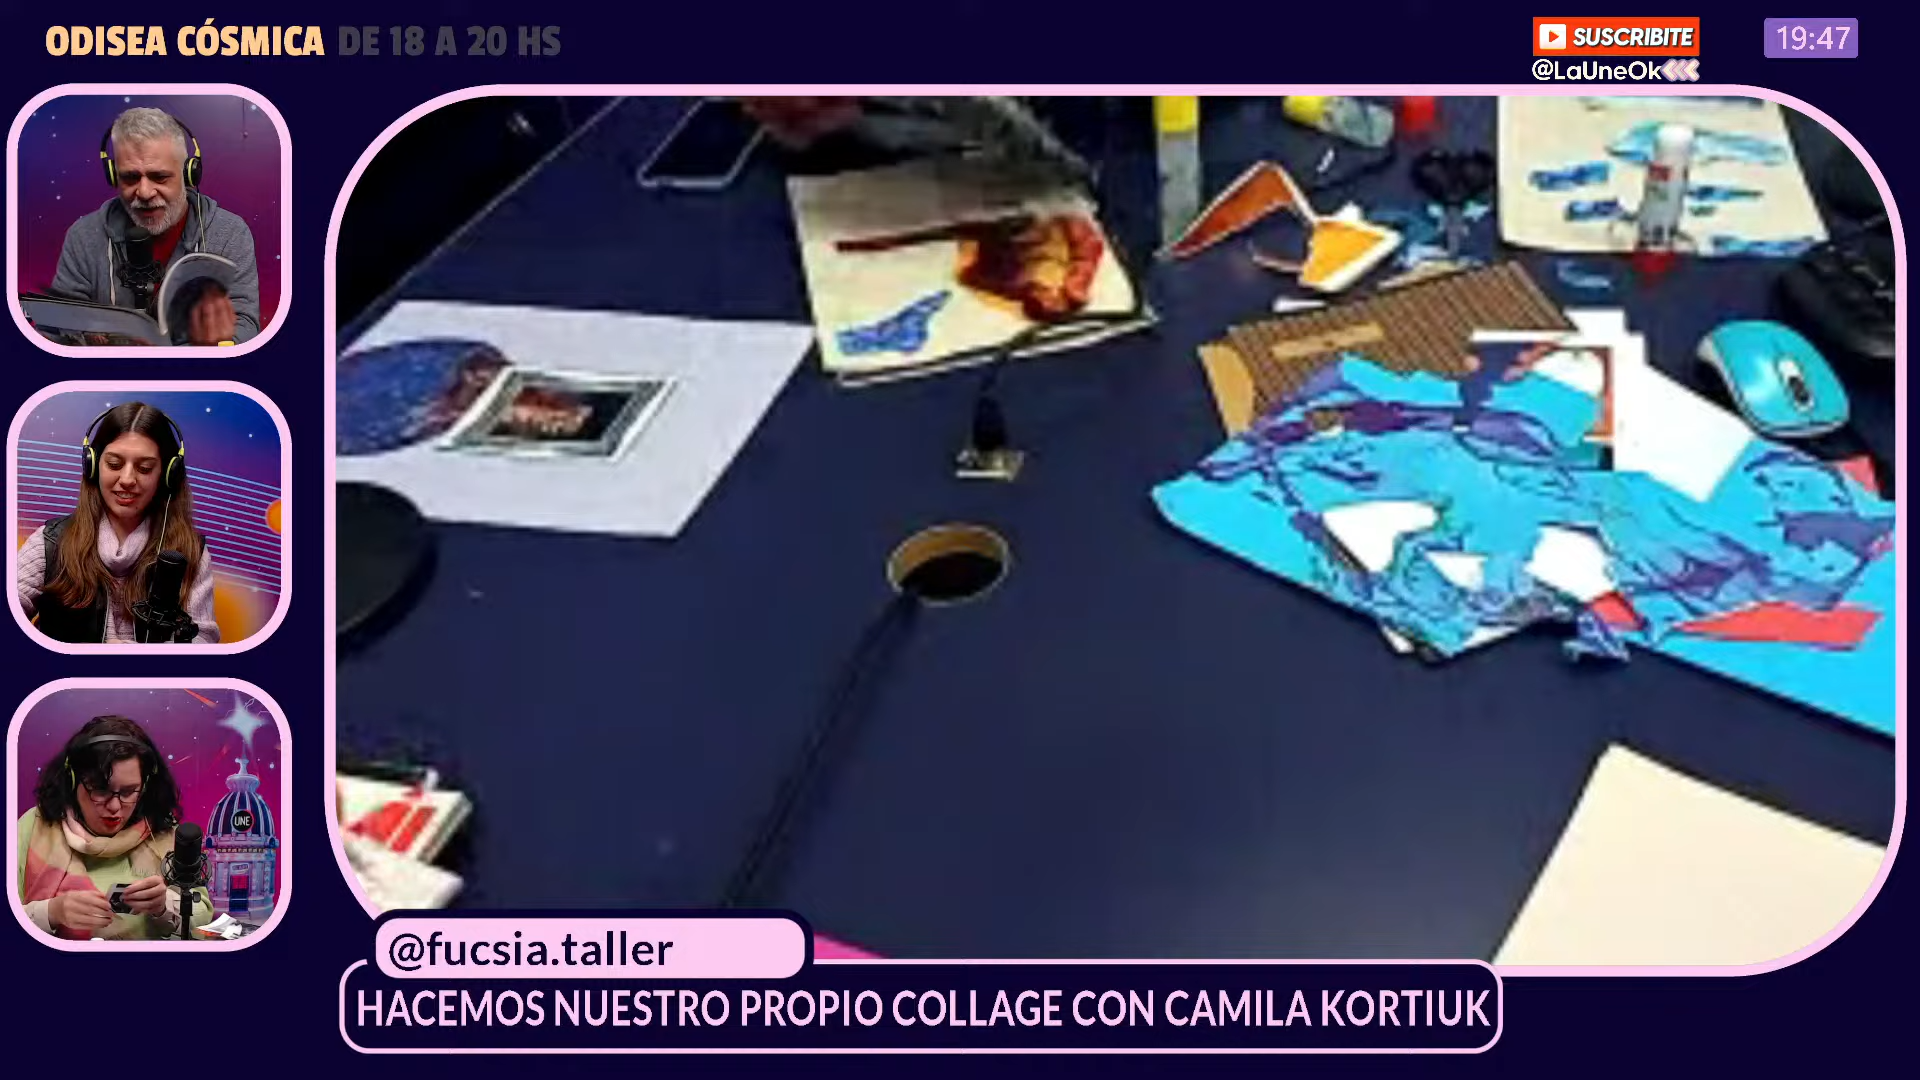 ODISEA CÓSMICA DE 18 A 20 HS
SUSCRIBITE
@LaUneOk
19:47
UNE
@fucsia.taller
HACEMOS NUESTRO PROPIO COLLAGE CON CAMILA KORTIUK